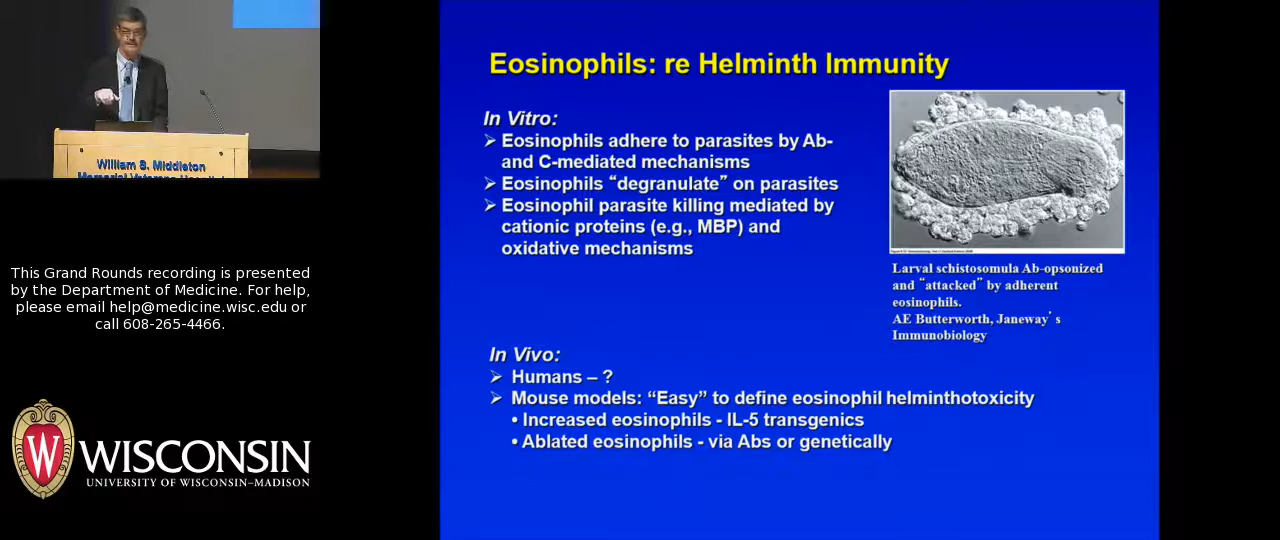 William S. Middleton
Memorial Veterans Hospital
This Grand Rounds recording is presented
by the Department of Medicine. For help,
please email help@medicine.wisc.edu or
call 608-265-4466.
W
WISCONSIN
UNIVERSITY OF WISCONSIN–MADISON
Eosinophils: re Helminth Immunity
In Vitro:
➢ Eosinophils adhere to parasites by Ab-
and C-mediated mechanisms
➢ Eosinophils “degranulate” on parasites
➢ Eosinophil parasite killing mediated by
cationic proteins (e.g., MBP) and
oxidative mechanisms
Larval schistosomula Ab-opsonized
and “attacked” by adherent
eosinophils.
AE Butterworth, Janeway’s
Immunobiology
In Vivo:
➢ Humans – ?
➢ Mouse models: “Easy” to define eosinophil helminthotoxicity
• Increased eosinophils - IL-5 transgenics
• Ablated eosinophils - via Abs or genetically